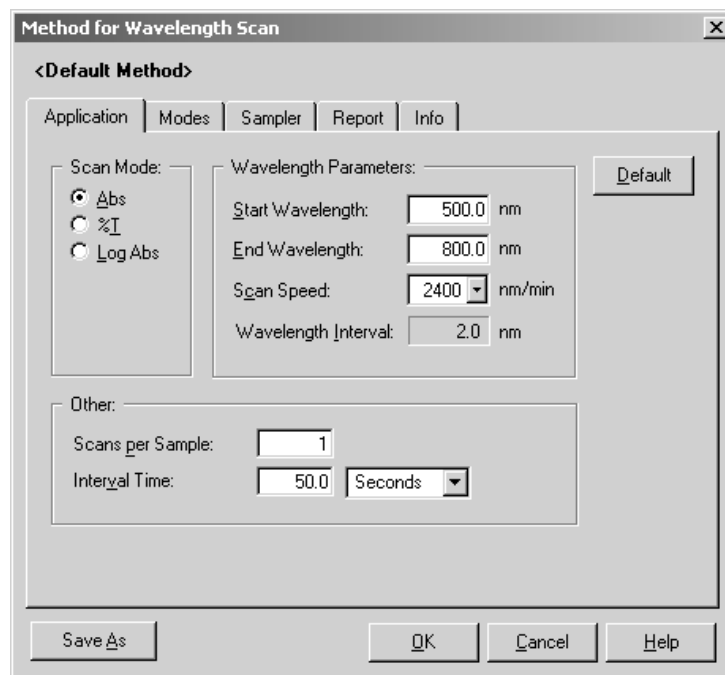 Method for Wavelength Scan
<Default Method>
Application Modes Sampler Report Info
Scan Mode:
Abs
%T
Log Abs
Wavelength Parameters:
Start Wavelength: 500.0 nm
End Wavelength: 800.0 nm
Scan Speed: 2400 nm/min
Wavelength Interval: 2.0 nm
Default
Other:
Scans per Sample: 1
Interval Time: 50.0 Seconds
Save As OK Cancel Help